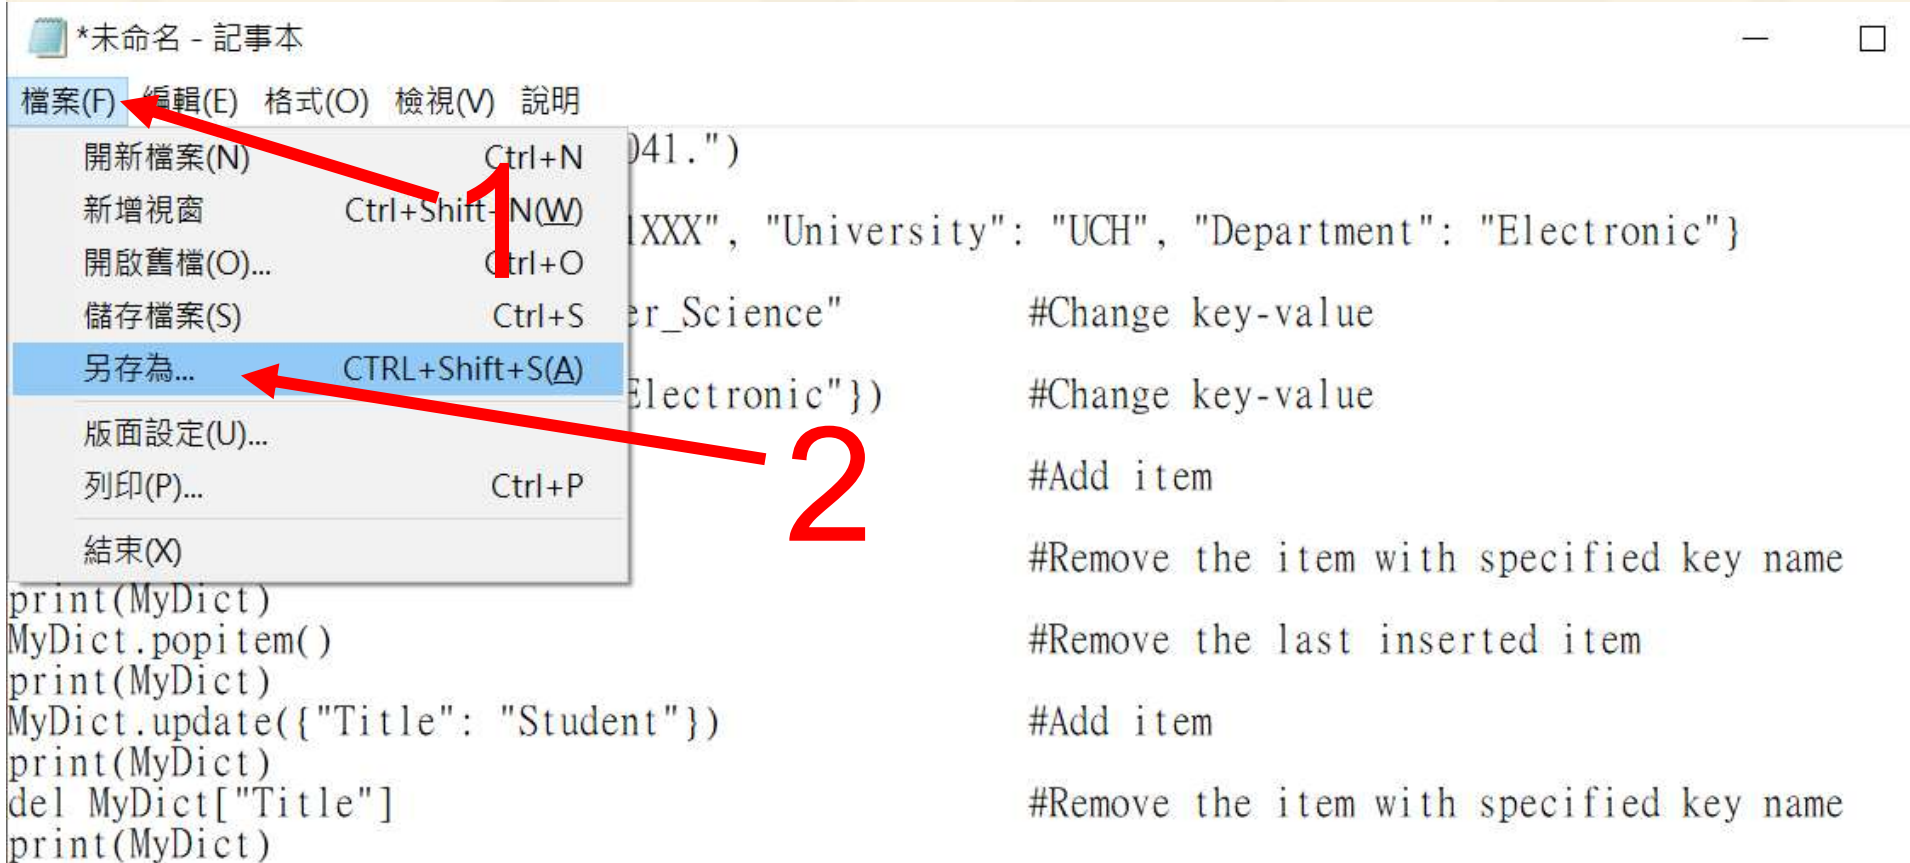 *未命名 - 記事本
檔案(F) 編輯(E) 格式(O) 檢視(V) 說明
開新檔案(N) Ctrl+N
新增視窗 Ctrl+Shift+N(W)
開啟舊檔(O)... Ctrl+O
儲存檔案(S) Ctrl+S
另存為... CTRL+Shift+S(A)
版面設定(U)...
列印(P)... Ctrl+P
結束(X)
1
2
041.")
1XXX", "University": "UCH", "Department": "Electronic"}
er_Science" #Change key-value
Electronic"}) #Change key-value
#Add item
#Remove the item with specified key name
print(MyDict)
MyDict.popitem() #Remove the last inserted item
print(MyDict)
MyDict.update({"Title": "Student"}) #Add item
print(MyDict)
del MyDict["Title"] #Remove the item with specified key name
print(MyDict)